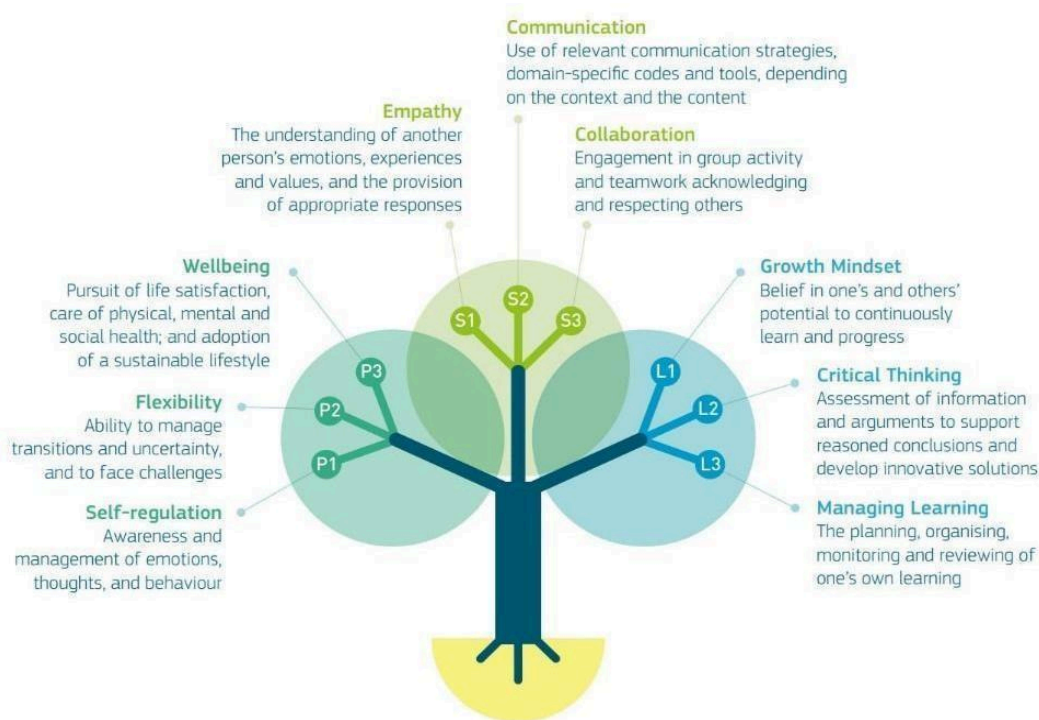 Communication
Use of relevant communication strategies,
domain-specific codes and tools, depending
on the context and the content
Empathy
The understanding of another
person's emotions, experiences
and values, and the provision
of appropriate responses
Collaboration
Engagement in group activity
and teamwork acknowledging
and respecting others
Wellbeing
Pursuit of life satisfaction,
care of physical, mental and
social health; and adoption
of a sustainable lifestyle
Flexibility
Ability to manage
transitions and uncertainty,
and to face challenges
Self-regulation
Awareness and
management of emotions,
thoughts, and behaviour
S1
S2
S3
P3
P2
P1
L1
L2
L3
Growth Mindset
Belief in one's and others'
potential to continuously
learn and progress
Critical Thinking
Assessment of information
and arguments to support
reasoned conclusions and
develop innovative solutions
Managing Learning
The planning, organising,
monitoring and reviewing of
one's own learning